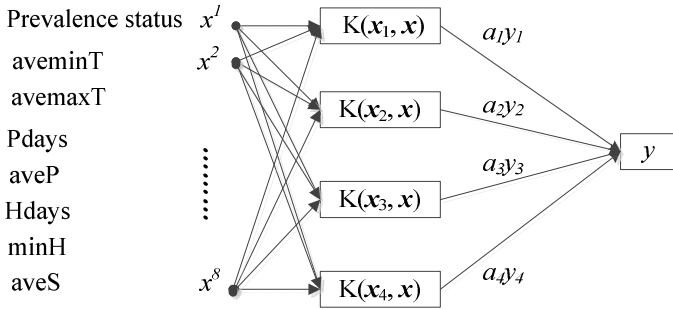 Prevalence status x¹
aveminT x²
avemaxT
Pdays
aveP
Hdays
minH
aveS x⁸
K(x₁, x)
K(x₂, x)
K(x₃, x)
K(x₄, x)
a₁y₁
a₂y₂
a₃y₃
a₄y₄
y